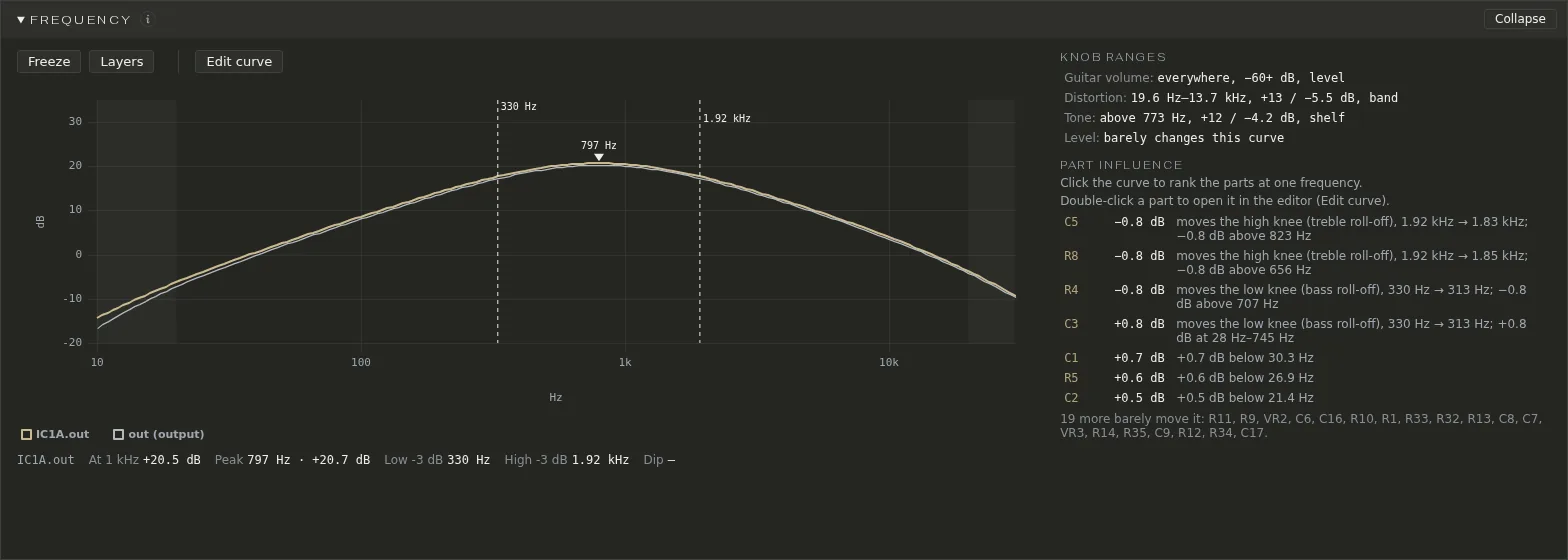 ▼ FREQUENCY i
Collapse
Freeze Layers Edit curve
330 Hz
1.92 kHz
797 Hz
30
20
10
0
-10
-20
dB
10 100 1k 10k
Hz
IC1A.out out (output)
IC1A.out At 1 kHz +20.5 dB Peak 797 Hz · +20.7 dB Low -3 dB 330 Hz High -3 dB 1.92 kHz Dip —
KNOB RANGES
Guitar volume: everywhere, −60+ dB, level
Distortion: 19.6 Hz–13.7 kHz, +13 / −5.5 dB, band
Tone: above 773 Hz, +12 / −4.2 dB, shelf
Level: barely changes this curve
PART INFLUENCE
Click the curve to rank the parts at one frequency.
Double-click a part to open it in the editor (Edit curve).
C5 −0.8 dB moves the high knee (treble roll-off), 1.92 kHz → 1.83 kHz;
−0.8 dB above 823 Hz
R8 −0.8 dB moves the high knee (treble roll-off), 1.92 kHz → 1.85 kHz;
−0.8 dB above 656 Hz
R4 −0.8 dB moves the low knee (bass roll-off), 330 Hz → 313 Hz; −0.8
dB above 707 Hz
C3 +0.8 dB moves the low knee (bass roll-off), 330 Hz → 313 Hz; +0.8
dB at 28 Hz–745 Hz
C1 +0.7 dB +0.7 dB below 30.3 Hz
R5 +0.6 dB +0.6 dB below 26.9 Hz
C2 +0.5 dB +0.5 dB below 21.4 Hz
19 more barely move it: R11, R9, VR2, C6, C16, R10, R1, R33, R32, R13, C8, C7,
VR3, R14, R35, C9, R12, R34, C17.